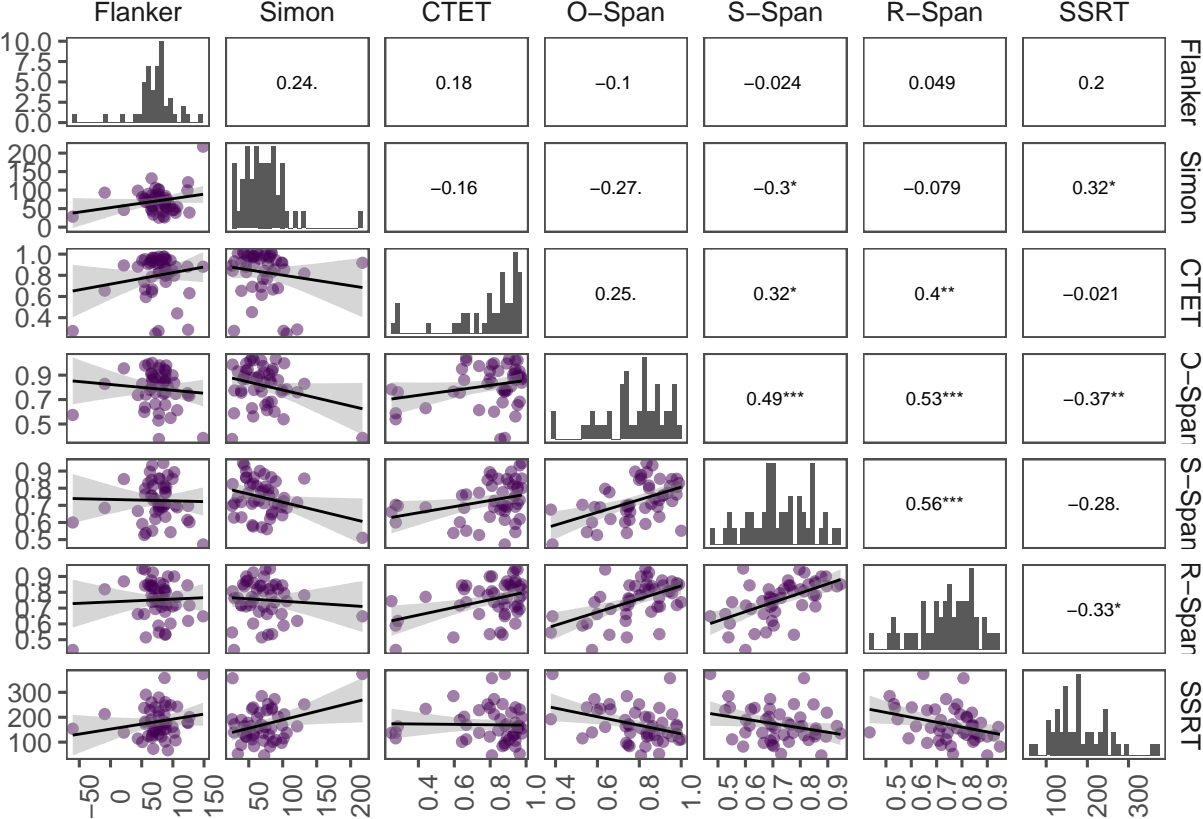 Flanker Simon CTET O−Span S−Span R−Span SSRT
10.0
7.5
5.0
2.5
0.0
0.24. 0.18 −0.1 −0.024 0.049 0.2
Flanker
200
150
100
50
0
−0.16 −0.27. −0.3* −0.079 0.32*
Simon
1.0
0.8
0.6
0.4
0.25. 0.32* 0.4** −0.021
CTET
0.9
0.7
0.5
0.49*** 0.53*** −0.37**
O−Span
0.9
0.8
0.7
0.6
0.5
0.56*** −0.28.
S−Span
0.9
0.8
0.7
0.6
0.5
−0.33*
R−Span
300
200
100
SSRT
−50 0 50 100 150 50 100 150 200 0.4 0.6 0.8 1.0 0.4 0.6 0.8 1.0 0.5 0.6 0.7 0.8 0.9 0.5 0.6 0.7 0.8 0.9 100 200 300